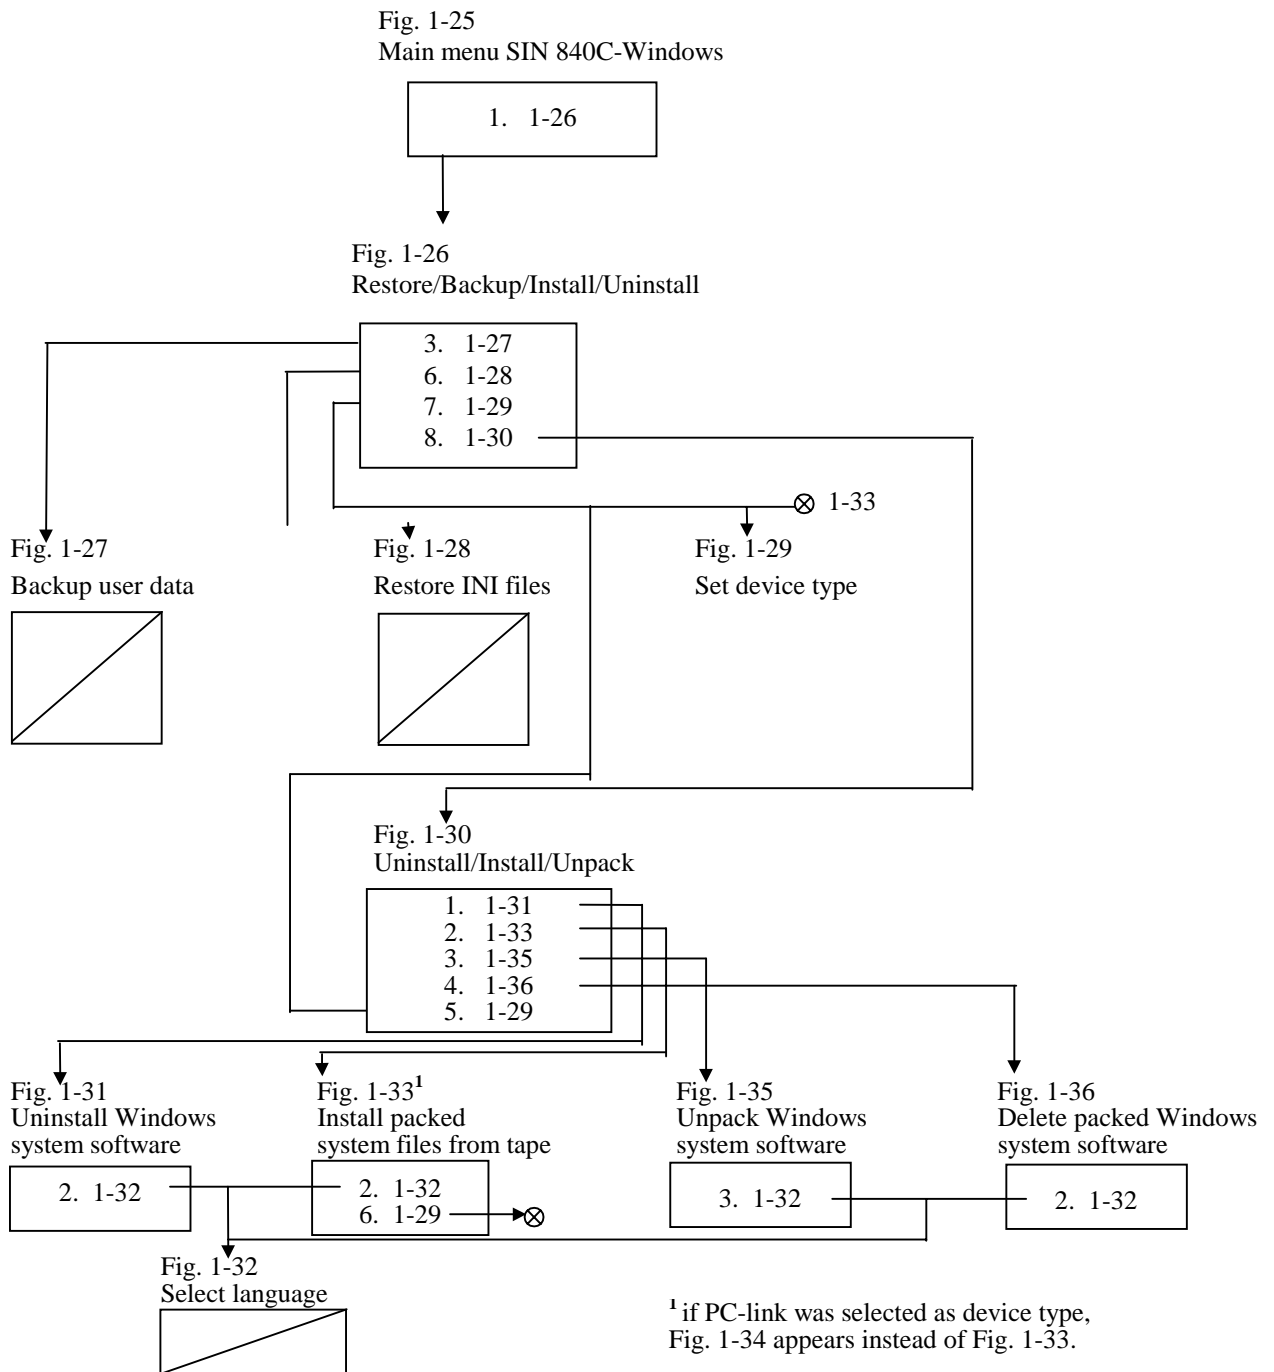 Fig. 1-25
Main menu SIN 840C-Windows
1. 1-26
Fig. 1-26
Restore/Backup/Install/Uninstall
3. 1-27
6. 1-28
7. 1-29
8. 1-30
1-33
Fig. 1-27
Backup user data
Fig. 1-28
Restore INI files
Fig. 1-29
Set device type
Fig. 1-30
Uninstall/Install/Unpack
1. 1-31
2. 1-33
3. 1-35
4. 1-36
5. 1-29
Fig. 1-31
Uninstall Windows
system software
2. 1-32
Fig. 1-33¹
Install packed
system files from tape
2. 1-32
6. 1-29
Fig. 1-35
Unpack Windows
system software
3. 1-32
Fig. 1-36
Delete packed Windows
system software
2. 1-32
Fig. 1-32
Select language
¹ if PC-link was selected as device type,
Fig. 1-34 appears instead of Fig. 1-33.